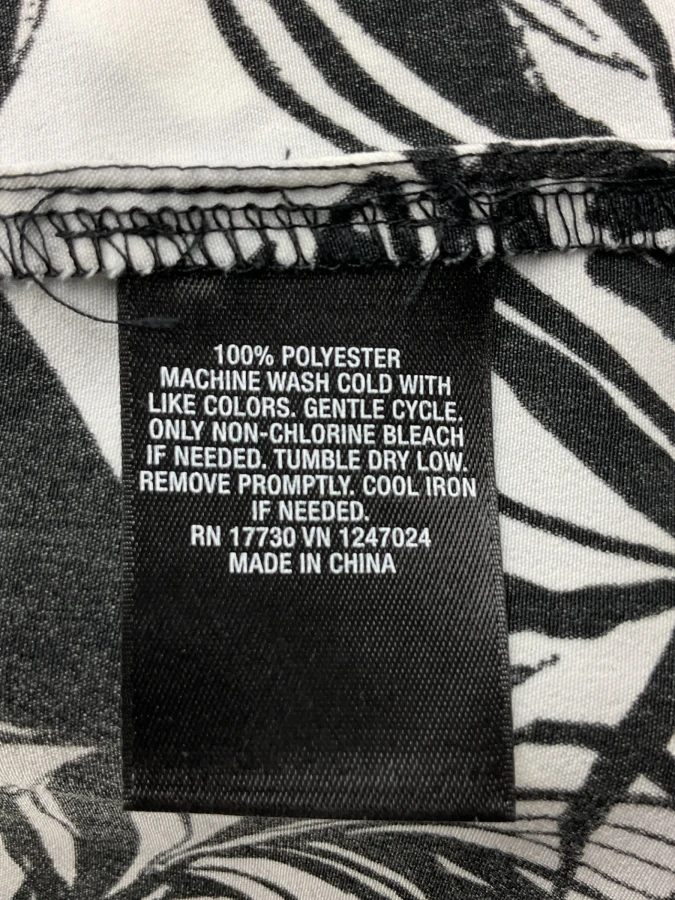 100% POLYESTER
MACHINE WASH COLD WITH
LIKE COLORS. GENTLE CYCLE.
ONLY NON-CHLORINE BLEACH
IF NEEDED. TUMBLE DRY LOW.
REMOVE PROMPTLY. COOL IRON
IF NEEDED.
RN 17730 VN 1247024
MADE IN CHINA